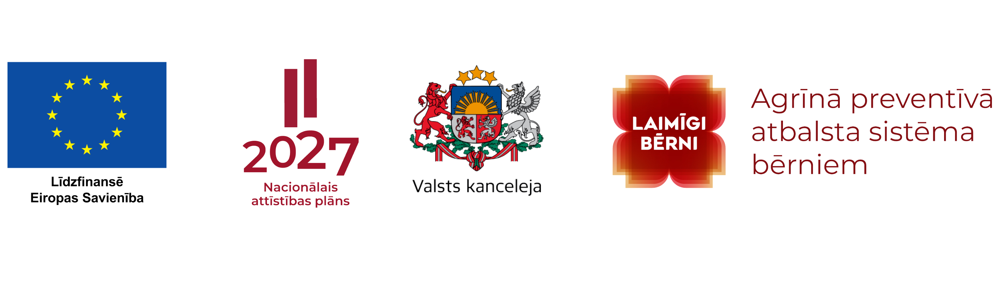 Līdzfinansē
Eiropas Savienība
2027
Nacionālais
attīstības plāns
Valsts kanceleja
LAIMĪGI
BĒRNI
Agrīnā preventīvā
atbalsta sistēma
bērniem